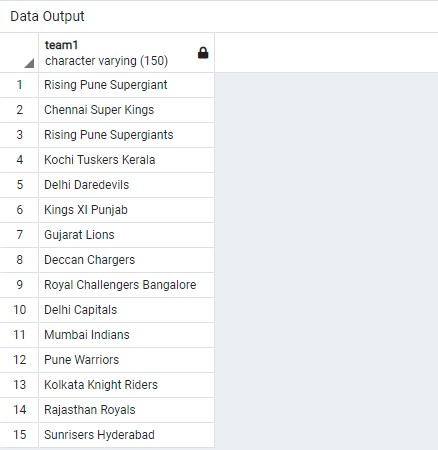 Data Output
team1
character varying (150)
1 Rising Pune Supergiant
2 Chennai Super Kings
3 Rising Pune Supergiants
4 Kochi Tuskers Kerala
5 Delhi Daredevils
6 Kings XI Punjab
7 Gujarat Lions
8 Deccan Chargers
9 Royal Challengers Bangalore
10 Delhi Capitals
11 Mumbai Indians
12 Pune Warriors
13 Kolkata Knight Riders
14 Rajasthan Royals
15 Sunrisers Hyderabad